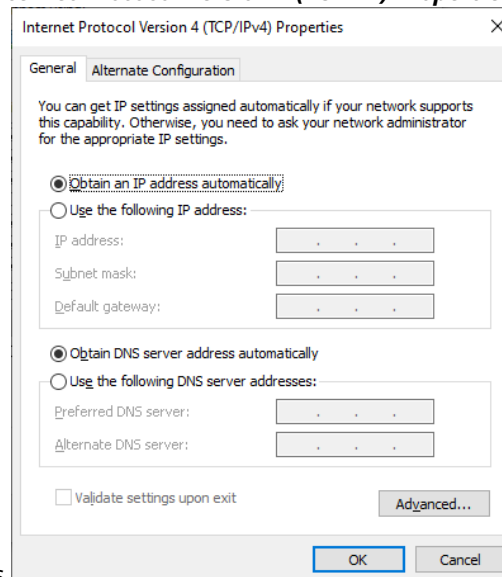 Internet Protocol Version 4 (TCP/IPv4) Properties
General
Alternate Configuration
You can get IP settings assigned automatically if your network supports
this capability. Otherwise, you need to ask your network administrator
for the appropriate IP settings.
Obtain an IP address automatically
Use the following IP address:
IP address:
. . .
Subnet mask:
. . .
Default gateway:
. . .
Obtain DNS server address automatically
Use the following DNS server addresses:
Preferred DNS server:
. . .
Alternate DNS server:
. . .
Validate settings upon exit
Advanced...
OK
Cancel